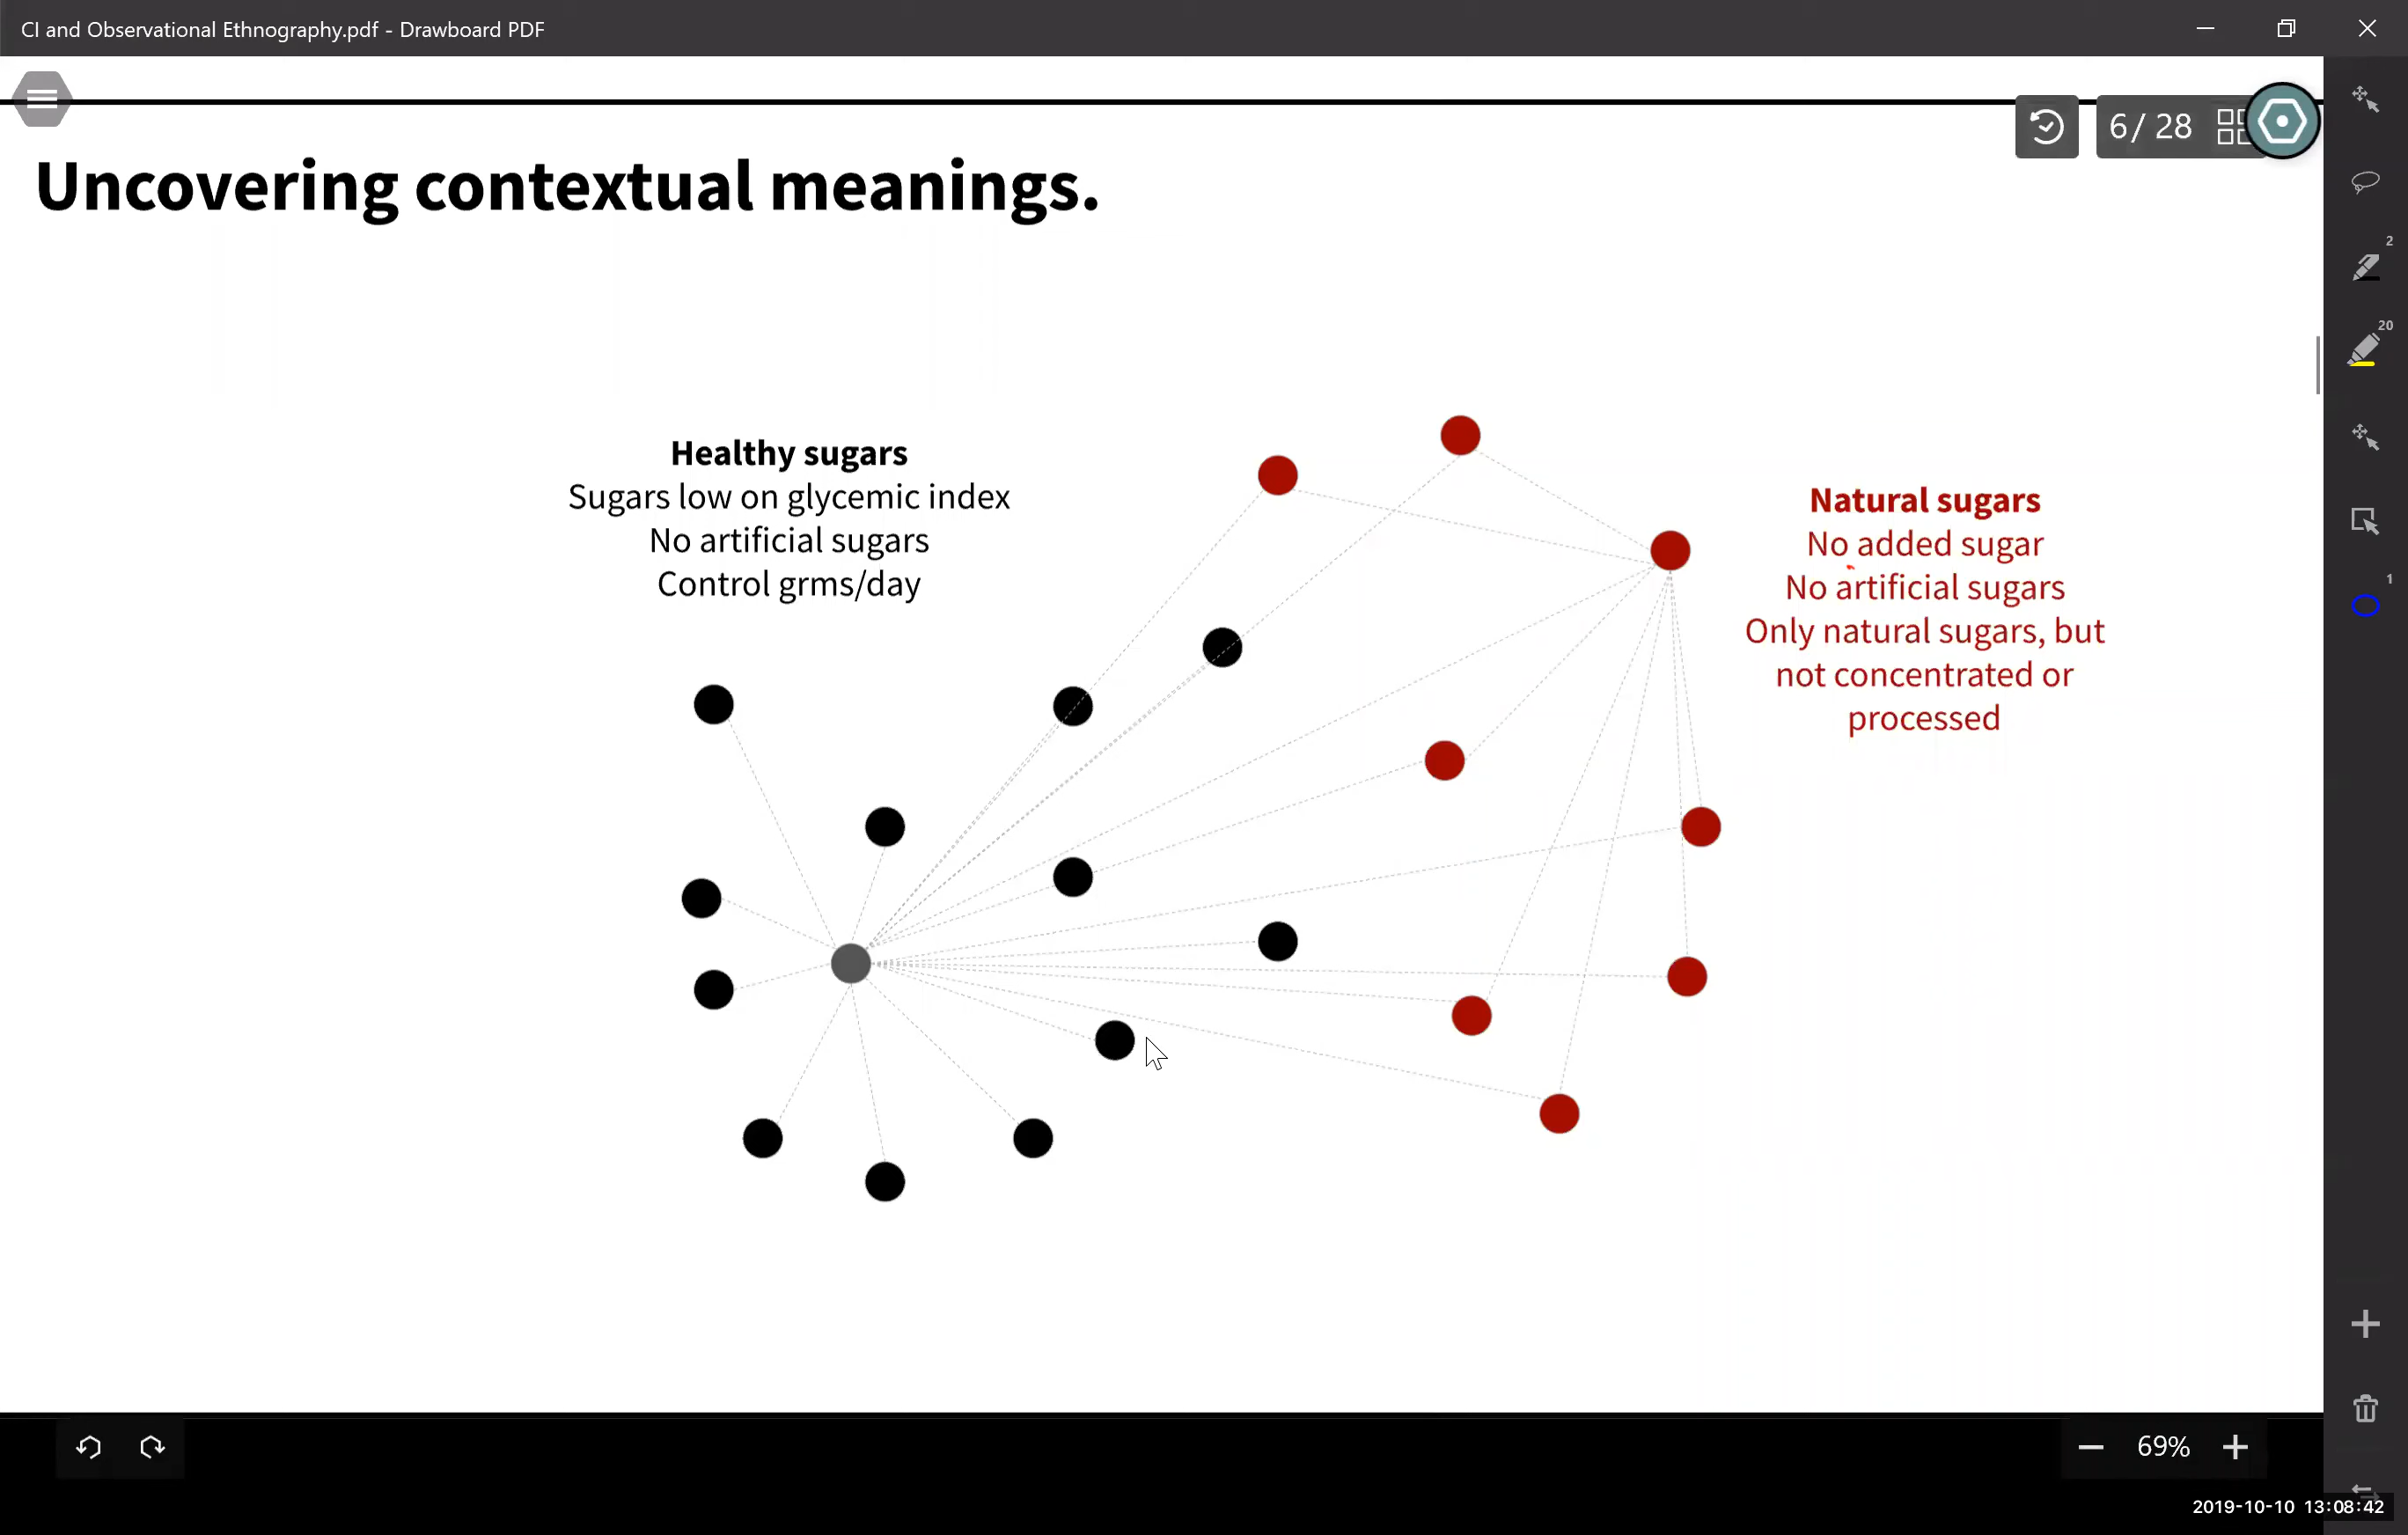 CI and Observational Ethnography.pdf - Drawboard PDF
6/ 28
Uncovering contextual meanings.
2
20
1
Healthy sugars
Sugars low on glycemic index
No artificial sugars
Control grms/day
Natural sugars
No added sugar
No artificial sugars
Only natural sugars, but
not concentrated or
processed
69%
2019-10-10 13:08:42